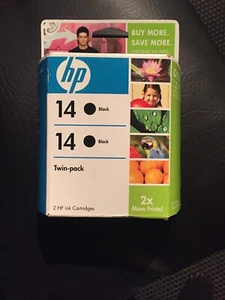 BUY MORE.
SAVE MORE.
hp
14 Black
14 Black
Twin-pack
2x
More Prints!
2 HP Ink Cartridges